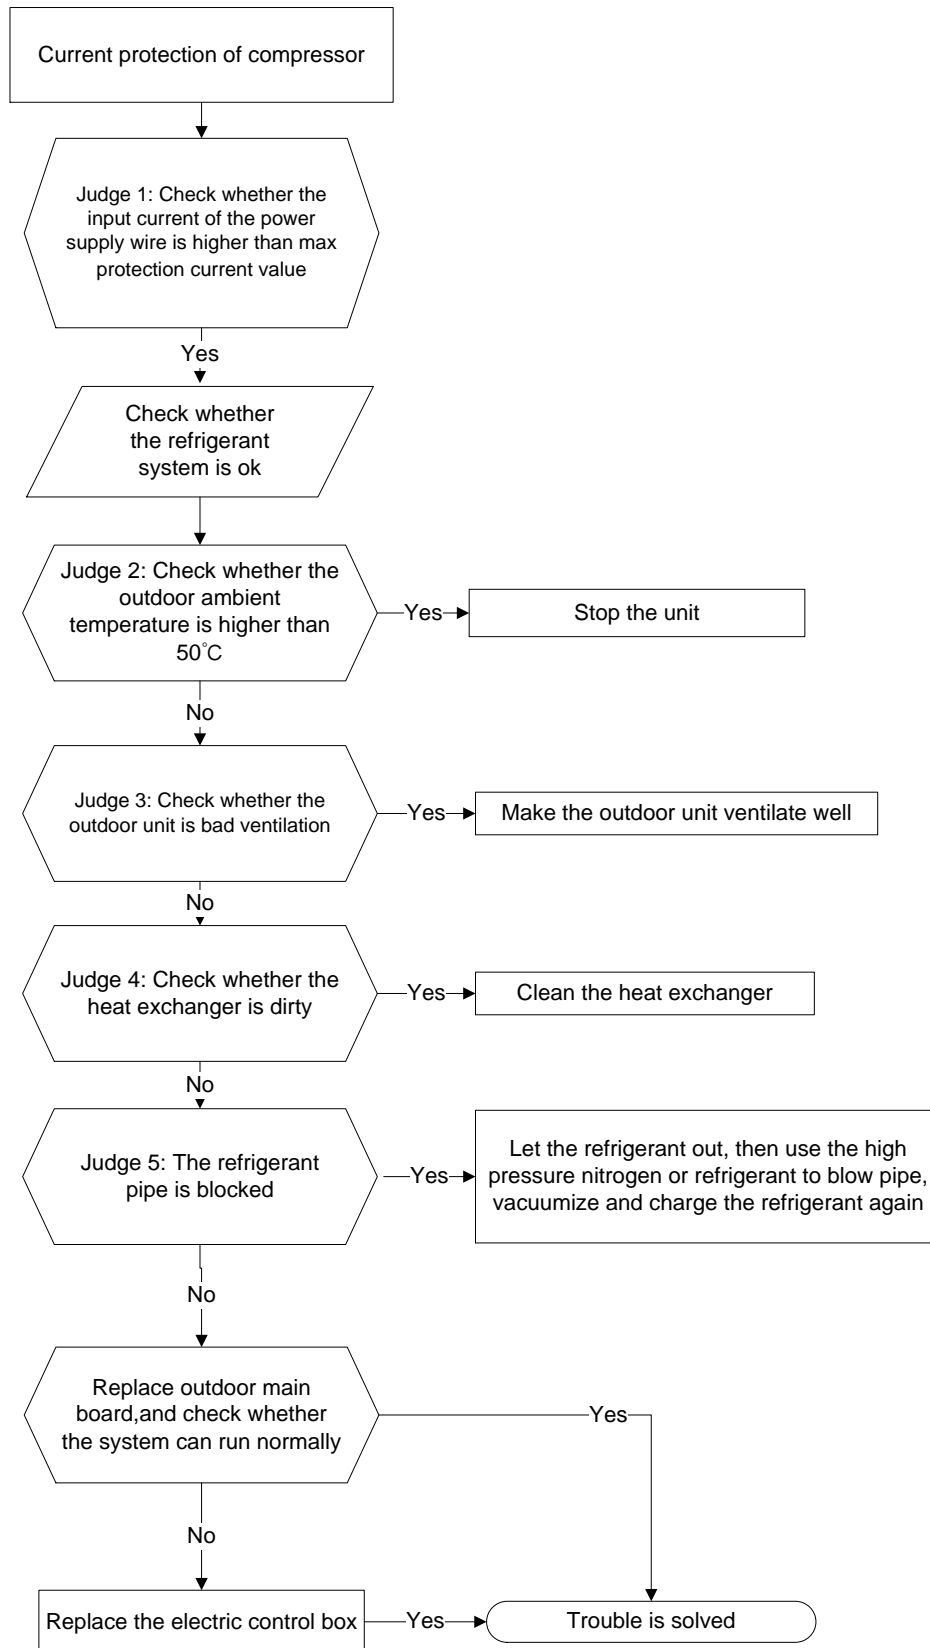 Current protection of compressor
Judge 1: Check whether the
input current of the power
supply wire is higher than max
protection current value
Yes
Check whether
the refrigerant
system is ok
Judge 2: Check whether the
outdoor ambient
temperature is higher than
50℃
Yes
Stop the unit
No
Judge 3: Check whether the
outdoor unit is bad ventilation
Yes
Make the outdoor unit ventilate well
No
Judge 4: Check whether the
heat exchanger is dirty
Yes
Clean the heat exchanger
No
Judge 5: The refrigerant
pipe is blocked
Yes
Let the refrigerant out, then use the high
pressure nitrogen or refrigerant to blow pipe,
vacuumize and charge the refrigerant again
No
Replace outdoor main
board,and check whether
the system can run normally
Yes
No
Replace the electric control box
Yes
Trouble is solved